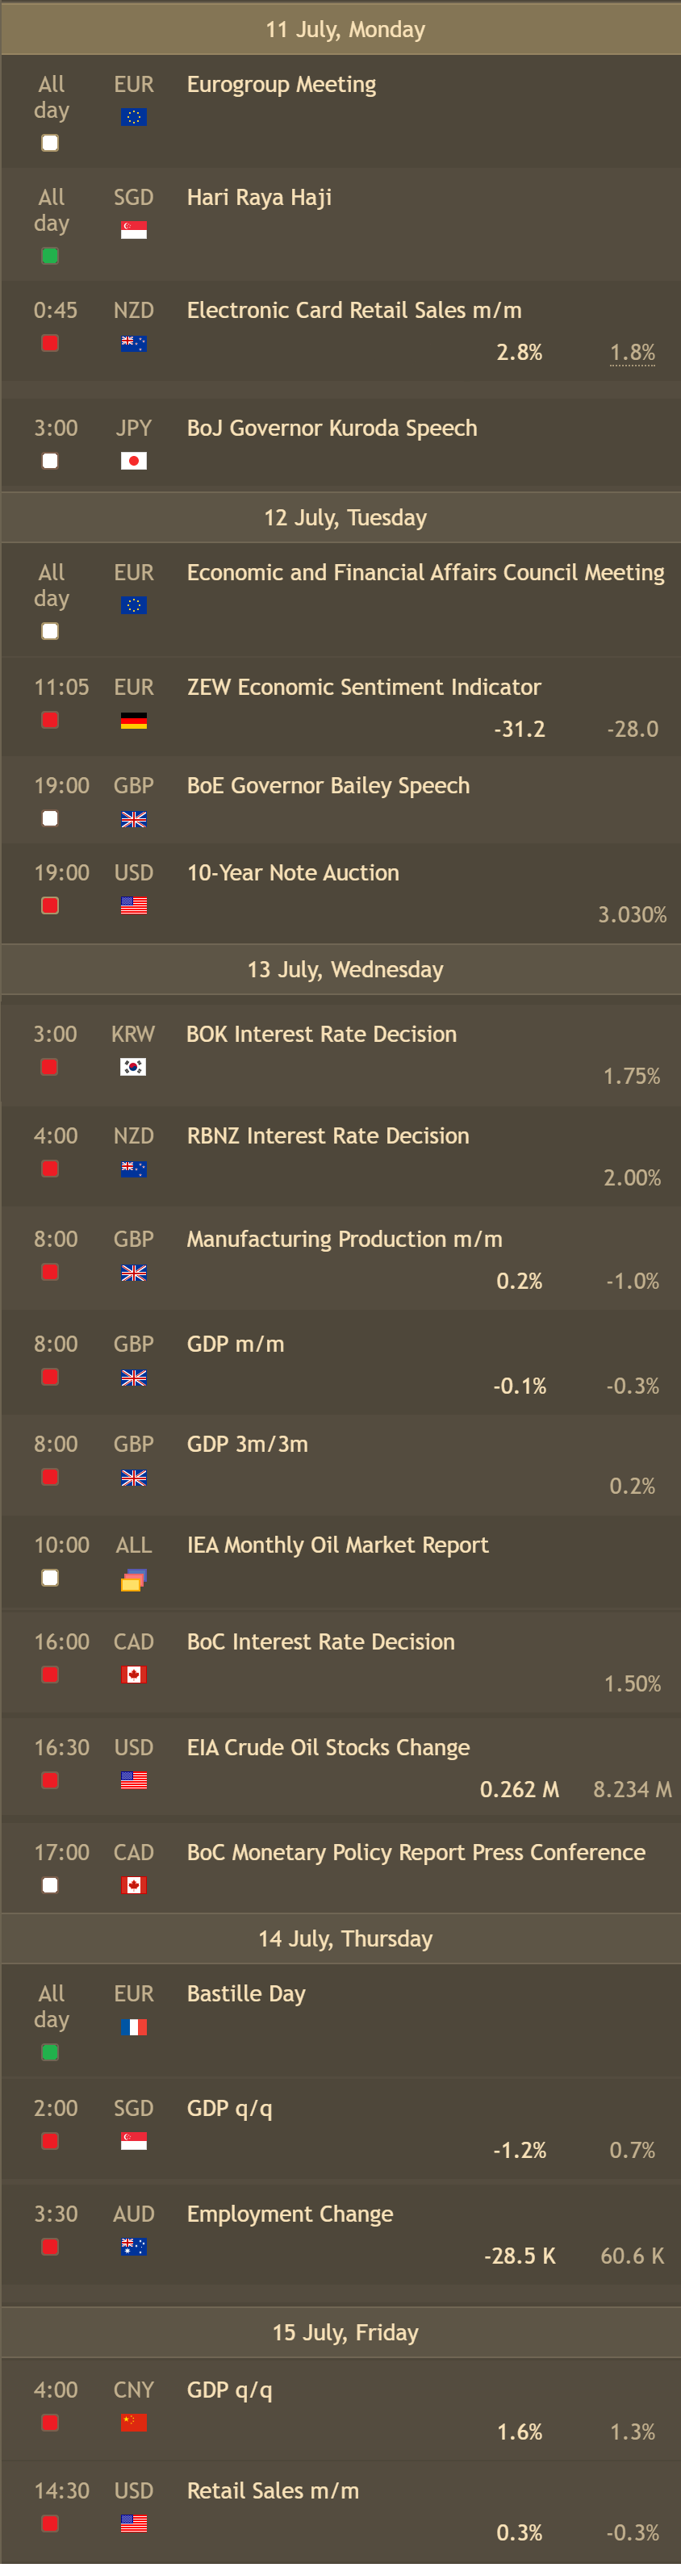 11 July, Monday
All day EUR Eurogroup Meeting
All day SGD Hari Raya Haji
0:45 NZD Electronic Card Retail Sales m/m
2.8% 1.8%
3:00 JPY BoJ Governor Kuroda Speech
12 July, Tuesday
All day EUR Economic and Financial Affairs Council Meeting
11:05 EUR ZEW Economic Sentiment Indicator
-31.2 -28.0
19:00 GBP BoE Governor Bailey Speech
19:00 USD 10-Year Note Auction
3.030%
13 July, Wednesday
3:00 KRW BOK Interest Rate Decision
1.75%
4:00 NZD RBNZ Interest Rate Decision
2.00%
8:00 GBP Manufacturing Production m/m
0.2% -1.0%
8:00 GBP GDP m/m
-0.1% -0.3%
8:00 GBP GDP 3m/3m
0.2%
10:00 ALL IEA Monthly Oil Market Report
16:00 CAD BoC Interest Rate Decision
1.50%
16:30 USD EIA Crude Oil Stocks Change
0.262 M 8.234 M
17:00 CAD BoC Monetary Policy Report Press Conference
14 July, Thursday
All day EUR Bastille Day
2:00 SGD GDP q/q
-1.2% 0.7%
3:30 AUD Employment Change
-28.5 K 60.6 K
15 July, Friday
4:00 CNY GDP q/q
1.6% 1.3%
14:30 USD Retail Sales m/m
0.3% -0.3%